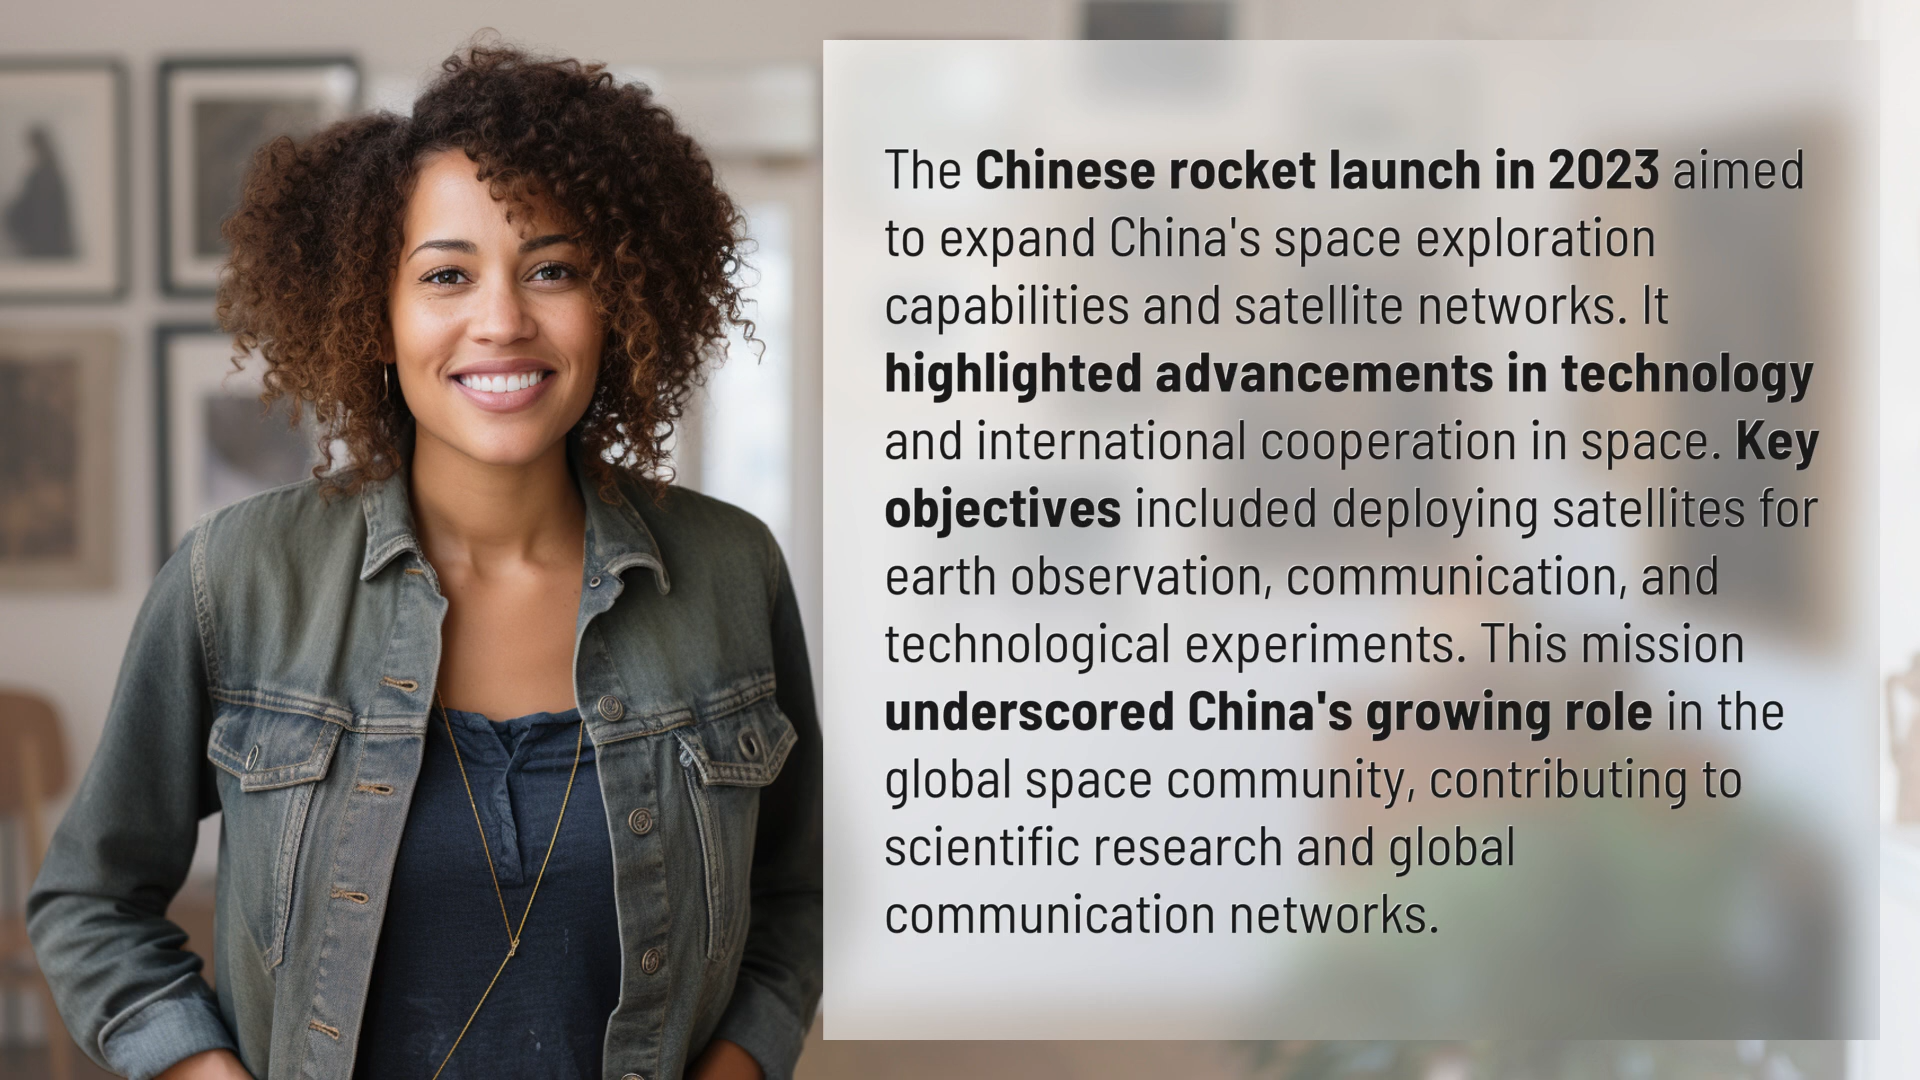 The Chinese rocket launch in 2023 aimed
to expand China's space exploration
capabilities and satellite networks. It
highlighted advancements in technology
and international cooperation in space. Key
objectives included deploying satellites for
earth observation, communication, and
technological experiments. This mission
underscored China's growing role in the
global space community, contributing to
scientific research and global
communication networks.